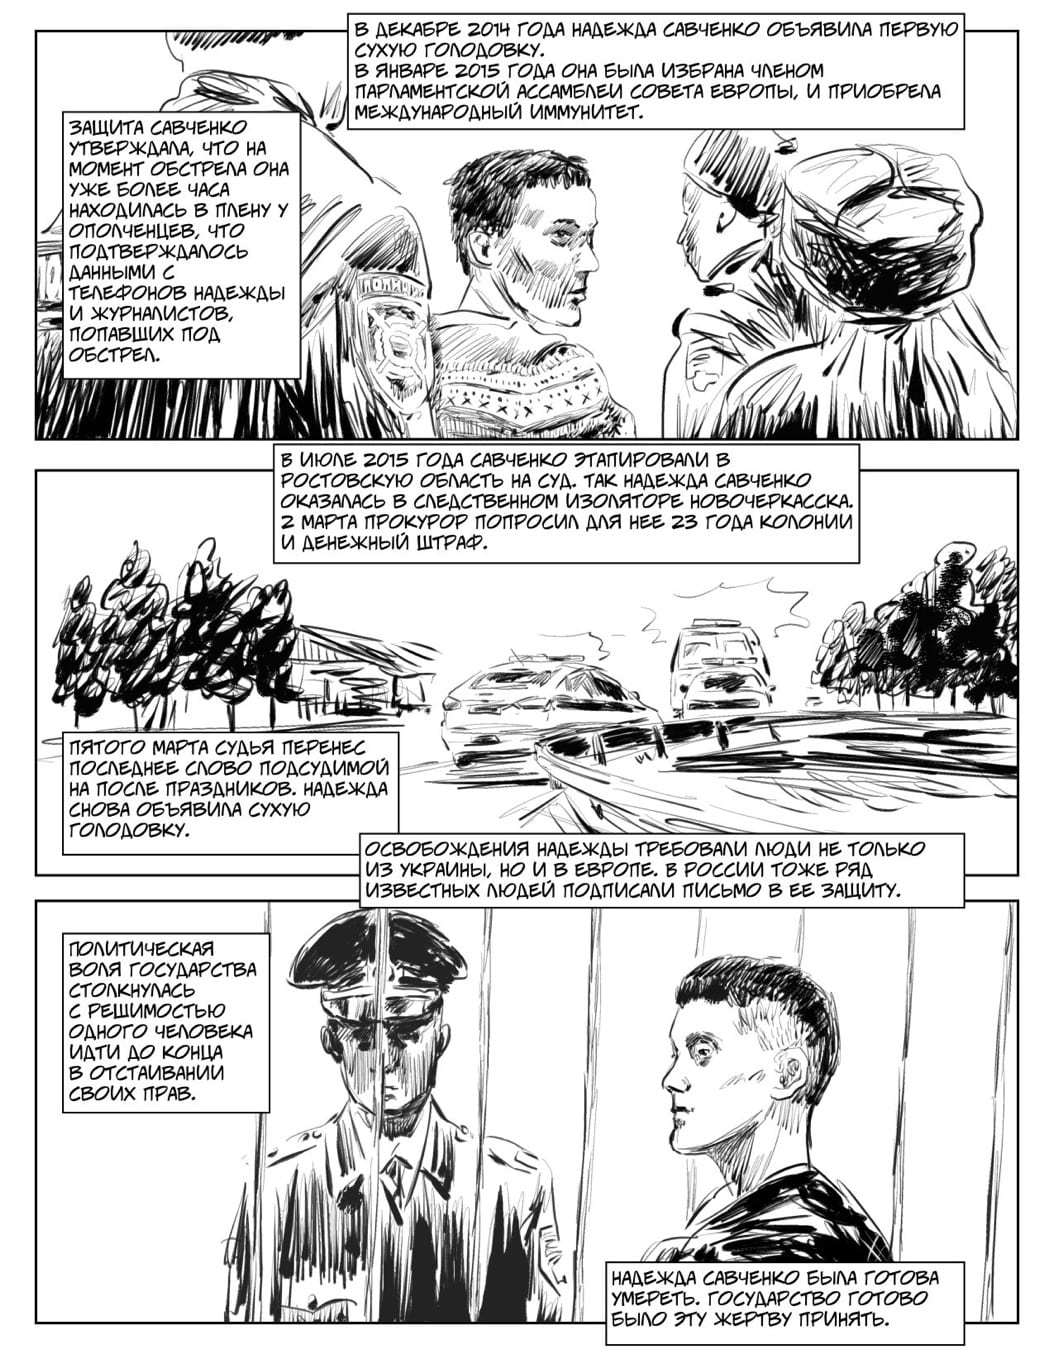 В ДЕКАБРЕ 2014 ГОДА НАДЕЖДА САВЧЕНКО ОБЪЯВИЛА ПЕРВУЮ
СУХУЮ ГОЛОДОВКУ.
В ЯНВАРЕ 2015 ГОДА ОНА БЫЛА ИЗБРАНА ЧЛЕНОМ
ПАРЛАМЕНТСКОЙ АССАМБЛЕИ СОВЕТА ЕВРОПЫ, И ПРИОБРЕЛА
МЕЖДУНАРОДНЫЙ ИММУНИТЕТ.
ЗАЩИТА САВЧЕНКО
УТВЕРЖДАЛА, ЧТО НА
МОМЕНТ ОБСТРЕЛА ОНА
УЖЕ БОЛЕЕ ЧАСА
НАХОДИЛАСЬ В ПЛЕНУ У
ОПОЛЧЕНЦЕВ, ЧТО
ПОДТВЕРЖДАЛОСЬ
ДАННЫМИ С
ТЕЛЕФОНОВ НАДЕЖДЫ
И ЖУРНАЛИСТОВ,
ПОПАВШИХ ПОД
ОБСТРЕЛ.
В ИЮЛЕ 2015 ГОДА САВЧЕНКО ЭТАПИРОВАЛИ В
РОСТОВСКУЮ ОБЛАСТЬ НА СУД. ТАК НАДЕЖДА САВЧЕНКО
ОКАЗАЛАСЬ В СЛЕДСТВЕННОМ ИЗОЛЯТОРЕ НОВОЧЕРКАССКА.
2 МАРТА ПРОКУРОР ПОПРОСИЛ ДЛЯ НЕЕ 23 ГОДА КОЛОНИИ
И ДЕНЕЖНЫЙ ШТРАФ.
ПЯТОГО МАРТА СУДЬЯ ПЕРЕНЕС
ПОСЛЕДНЕЕ СЛОВО ПОДСУДИМОЙ
НА ПОСЛЕ ПРАЗДНИКОВ. НАДЕЖДА
СНОВА ОБЪЯВИЛА СУХУЮ
ГОЛОДОВКУ.
ОСВОБОЖДЕНИЯ НАДЕЖДЫ ТРЕБОВАЛИ ЛЮДИ НЕ ТОЛЬКО
ИЗ УКРАИНЫ, НО И В ЕВРОПЕ. В РОССИИ ТОЖЕ РЯД
ИЗВЕСТНЫХ ЛЮДЕЙ ПОДПИСАЛИ ПИСЬМО В ЕЕ ЗАЩИТУ.
ПОЛИТИЧЕСКАЯ
ВОЛЯ ГОСУДАРСТВА
СТОЛКНУЛАСЬ
С РЕШИМОСТЬЮ
ОДНОГО ЧЕЛОВЕКА
ИДТИ ДО КОНЦА
В ОТСТАИВАНИИ
СВОИХ ПРАВ.
НАДЕЖДА САВЧЕНКО БЫЛА ГОТОВА
УМЕРЕТЬ. ГОСУДАРСТВО ГОТОВО
БЫЛО ЭТУ ЖЕРТВУ ПРИНЯТЬ.